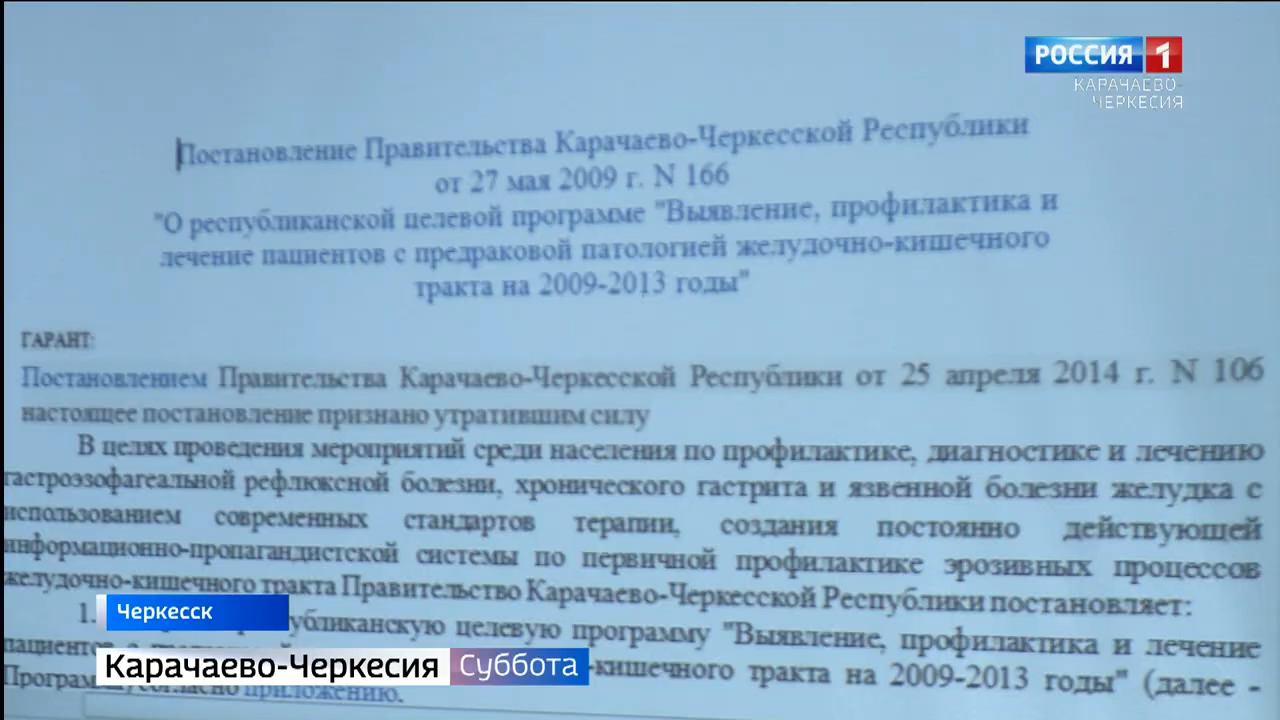 РОССИЯ 1
КАРАЧАЕВО-
ЧЕРКЕСИЯ
Постановление Правительства Карачаево-Черкесской Республики
от 27 мая 2009 г. N 166
"О республиканской целевой программе "Выявление, профилактика и
лечение пациентов с предраковой патологией желудочно-кишечного
тракта на 2009-2013 годы"
ГАРАНТ:
Постановлением Правительства Карачаево-Черкесской Республики от 25 апреля 2014 г. N 106
настоящее постановление признано утратившим силу
В целях проведения мероприятий среди населения по профилактике, диагностике и лечению
гастроэзофагеальной рефлюксной болезни, хронического гастрита и язвенной болезни желудка с
использованием современных стандартов терапии, создания постоянно действующей
информационно-пропагандистской системы по первичной профилактике эрозивных процессов
желудочно-кишечного тракта Правительство Карачаево-Черкесской Республики постановляет:
1. публиканскую целевую программу "Выявление, профилактика и лечение
пациентов -кишечного тракта на 2009-2013 годы" (далее -
Программа) согласно приложению.
Черкесск
Карачаево-Черкесия Суббота